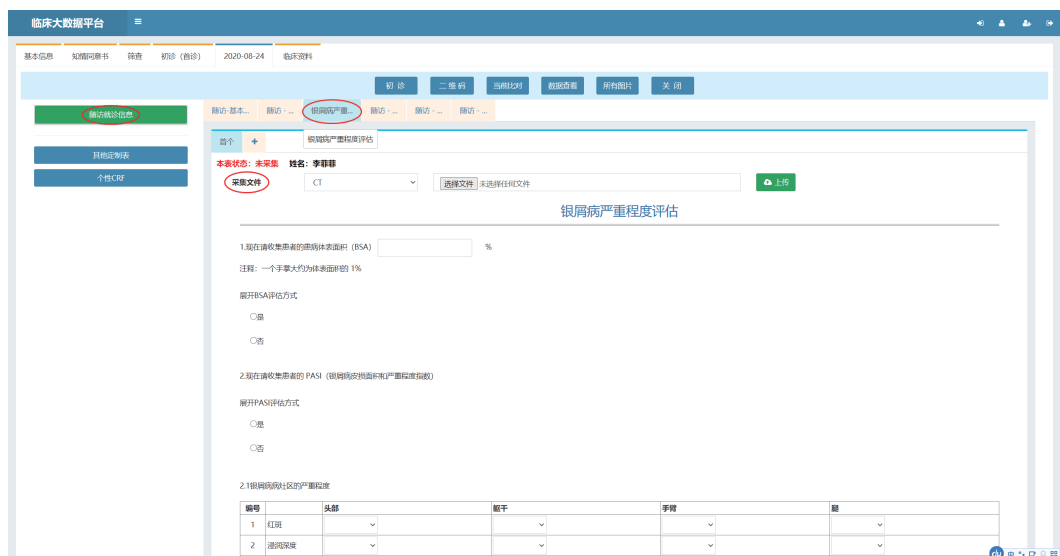 临床大数据平台
基本信息 知情同意书 筛查 初诊（首诊） 2020-08-24 临床资料
初 诊 二 维 码 当前比对 数据查看 所有图片 关 闭
随访就诊信息
其他定制表
个性CRF
随访-基本... 随访 - ... 银屑病严重... 随访 - ... 随访 - ... 随访 - ...
首个 +
银屑病严重程度评估
本表状态：未采集 姓名：李菲菲
采集文件 CT 选择文件 未选择任何文件 上传
银屑病严重程度评估
1.现在请收集患者的患病体表面积（BSA） %
注释：一个手掌大约为体表面积的 1%
展开BSA评估方式
是
否
2.现在请收集患者的 PASI（银屑病皮损面积和严重程度指数）
展开PASI评估方式
是
否
2.1银屑病病灶区的严重程度
编号 头部 躯干 手臂 腿
1 红斑
2 浸润深度
du 中